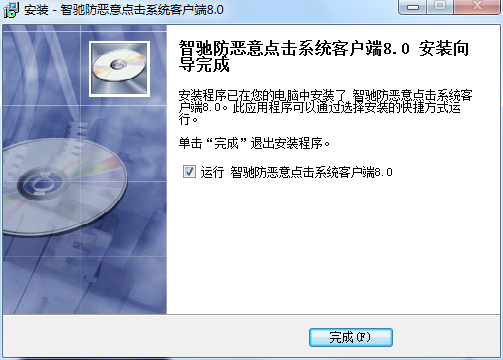 安装 - 智驰防恶意点击系统客户端8.0
智驰防恶意点击系统客户端8.0 安装向
导完成
安装程序已在您的电脑中安装了 智驰防恶意点击系统客
户端8.0。此应用程序可以通过选择安装的快捷方式运
行。
单击“完成”退出安装程序。
运行 智驰防恶意点击系统客户端8.0
完成(F)